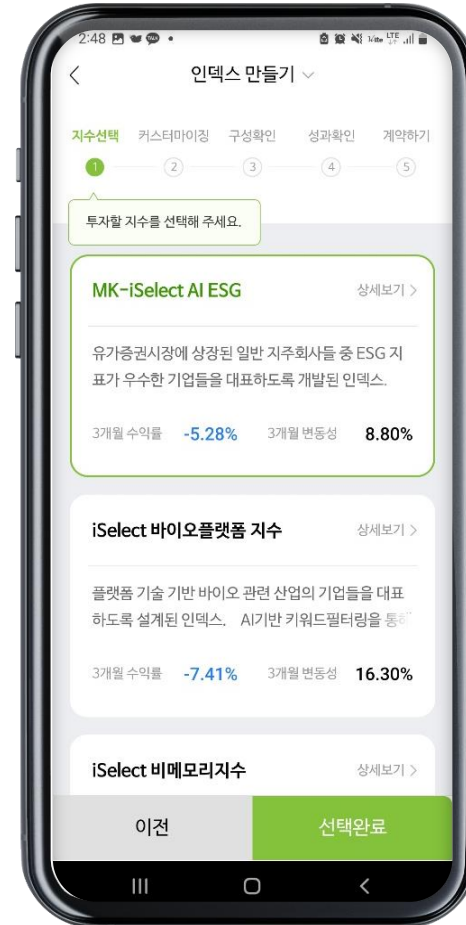 2:48
인덱스 만들기
지수선택 커스터마이징 구성확인 성과확인 계약하기
1 2 3 4 5
투자할 지수를 선택해 주세요.
MK-iSelect AI ESG 상세보기 >
유가증권시장에 상장된 일반 지주회사들 중 ESG 지
표가 우수한 기업들을 대표하도록 개발된 인덱스.
3개월 수익률 -5.28% 3개월 변동성 8.80%
iSelect 바이오플랫폼 지수 상세보기 >
플랫폼 기술 기반 바이오 관련 산업의 기업들을 대표
하도록 설계된 인덱스. AI기반 키워드필터링을 통해
3개월 수익률 -7.41% 3개월 변동성 16.30%
iSelect 비메모리지수 상세보기 >
이전 선택완료